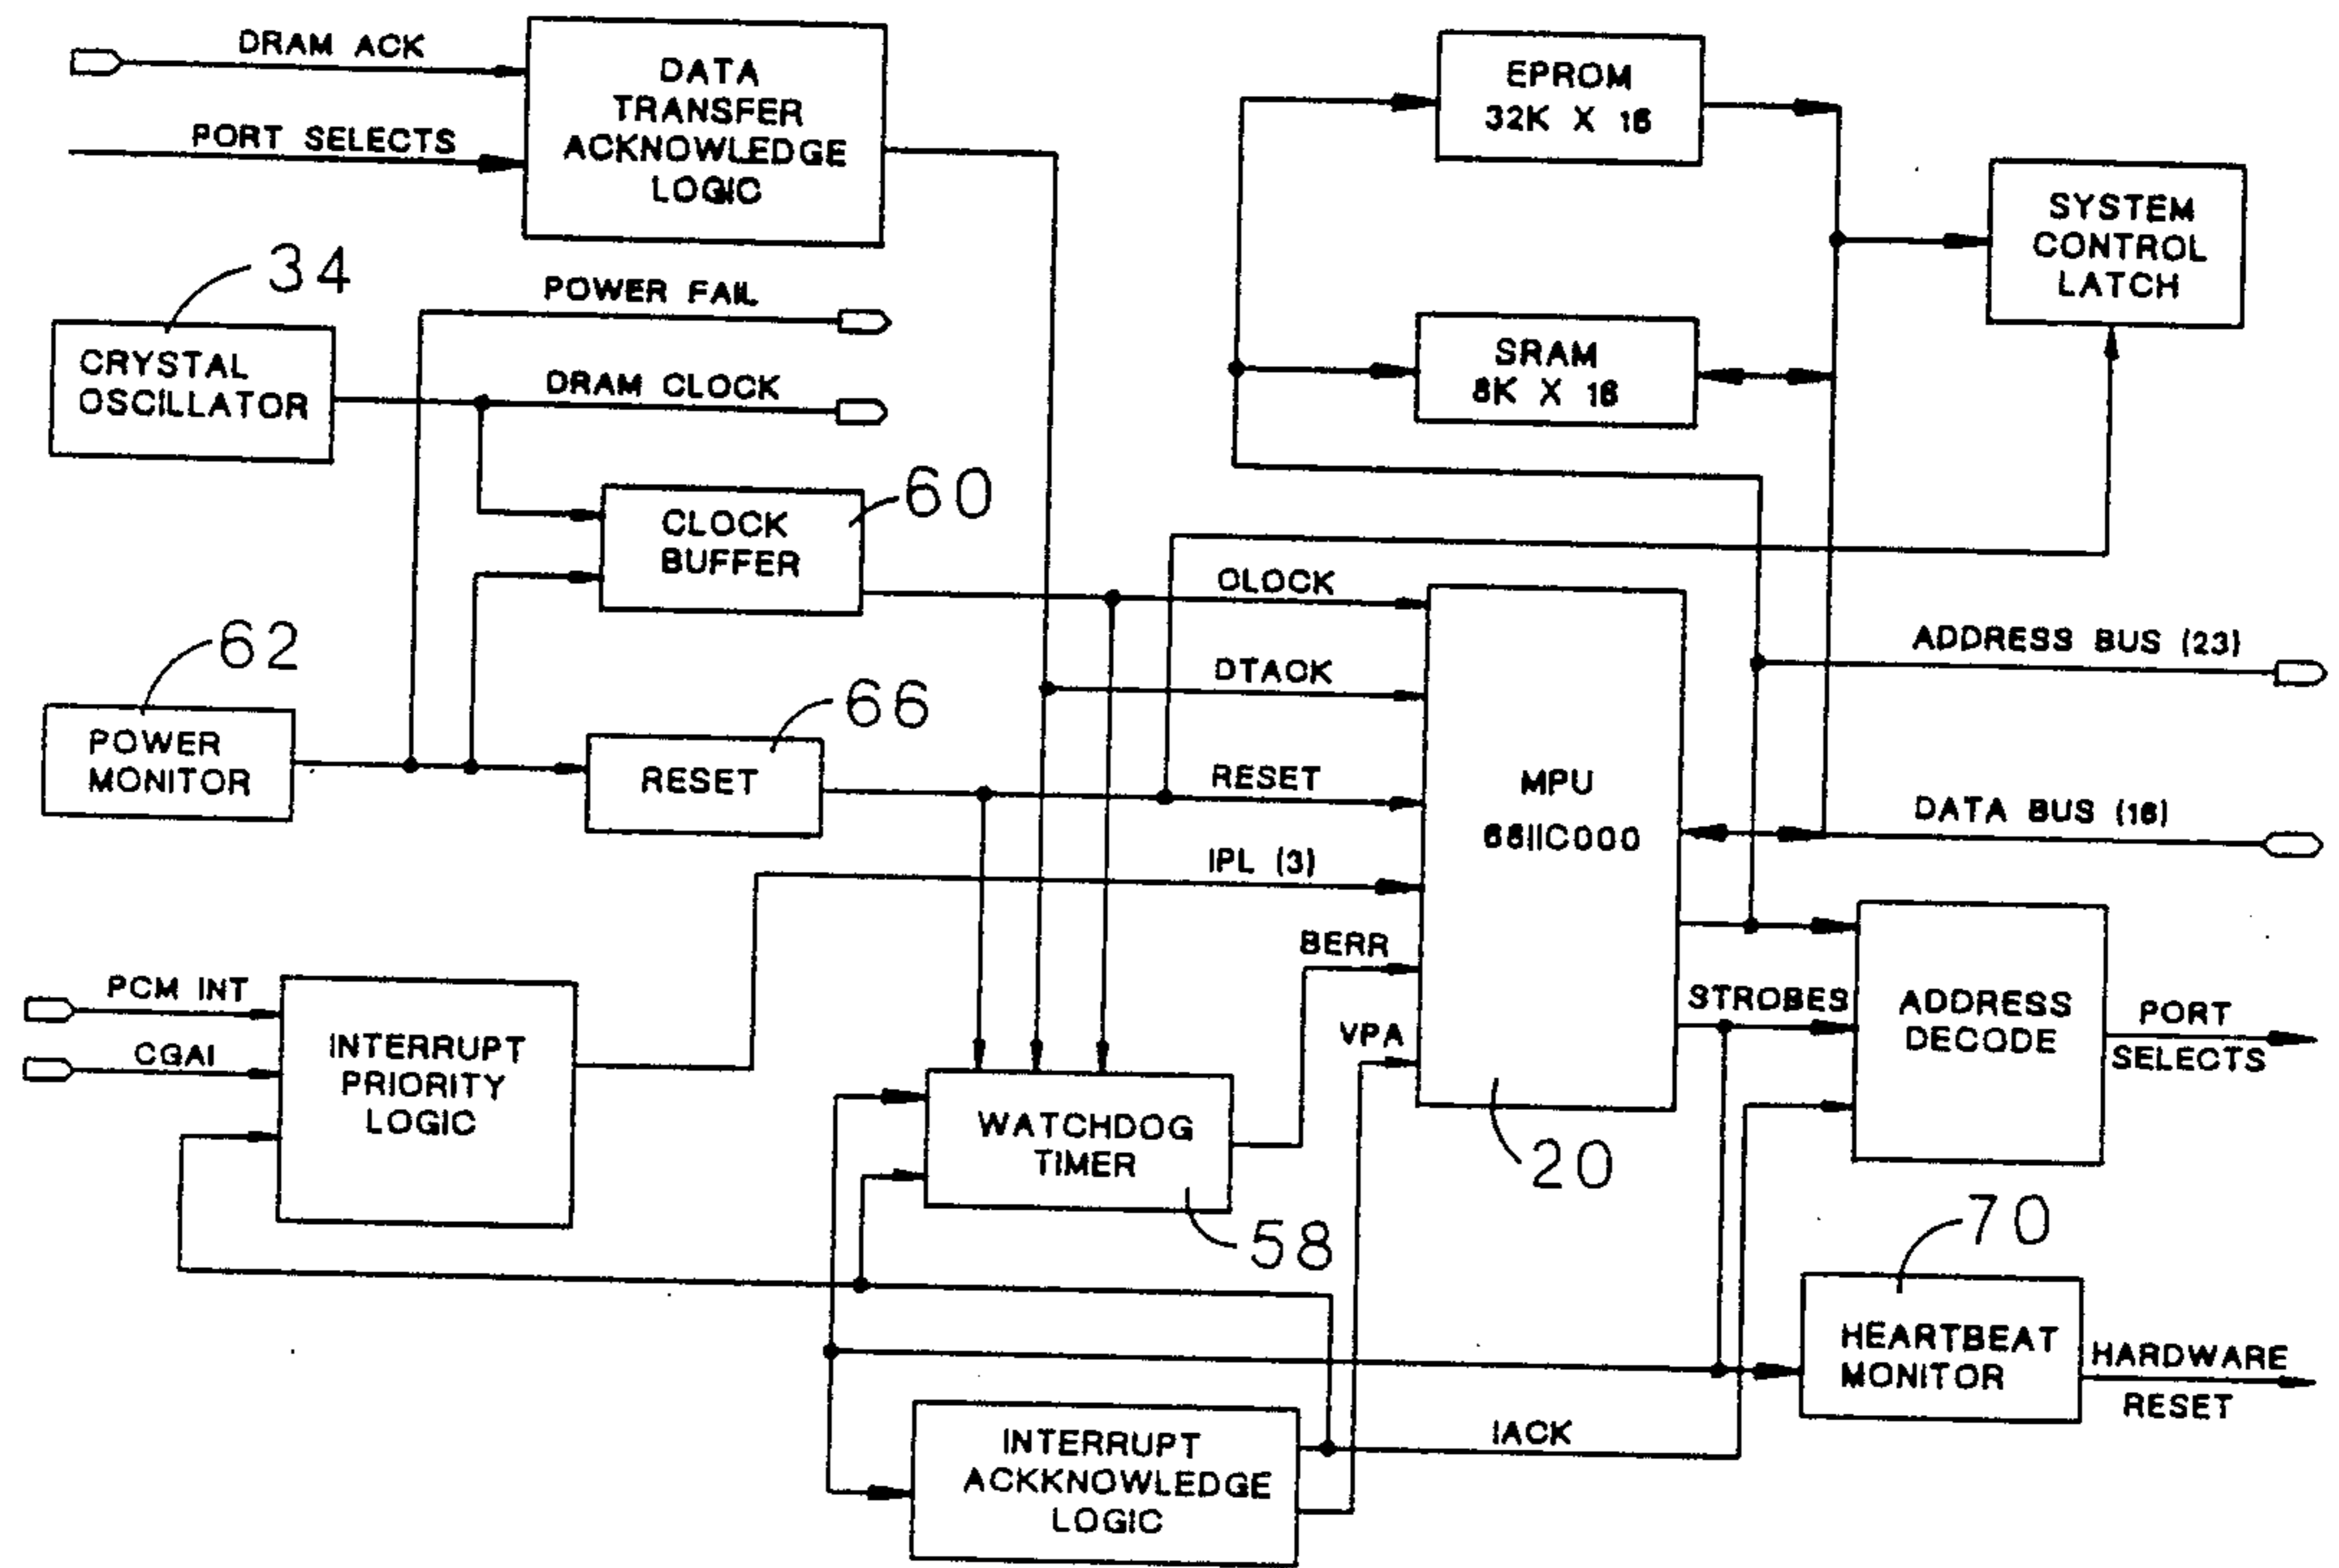 DRAM ACK
PORT SELECTS
DATA
TRANSFER
ACKNOWLEDGE
LOGIC
EPROM
32K X 16
SYSTEM
CONTROL
LATCH
34
POWER FAIL
CRYSTAL
OSCILLATOR
DRAM CLOCK
SRAM
8K X 16
60
CLOCK
BUFFER
CLOCK
62
POWER
MONITOR
66
RESET
DTACK
RESET
IPL (3)
BERR
VPA
MPU
68HC000
20
ADDRESS BUS (23)
DATA BUS (16)
STROBES
ADDRESS
DECODE
PORT
SELECTS
PCM INT
CGAI
INTERRUPT
PRIORITY
LOGIC
WATCHDOG
TIMER
58
70
HEARTBEAT
MONITOR
HARDWARE
RESET
INTERRUPT
ACKKNOWLEDGE
LOGIC
IACK